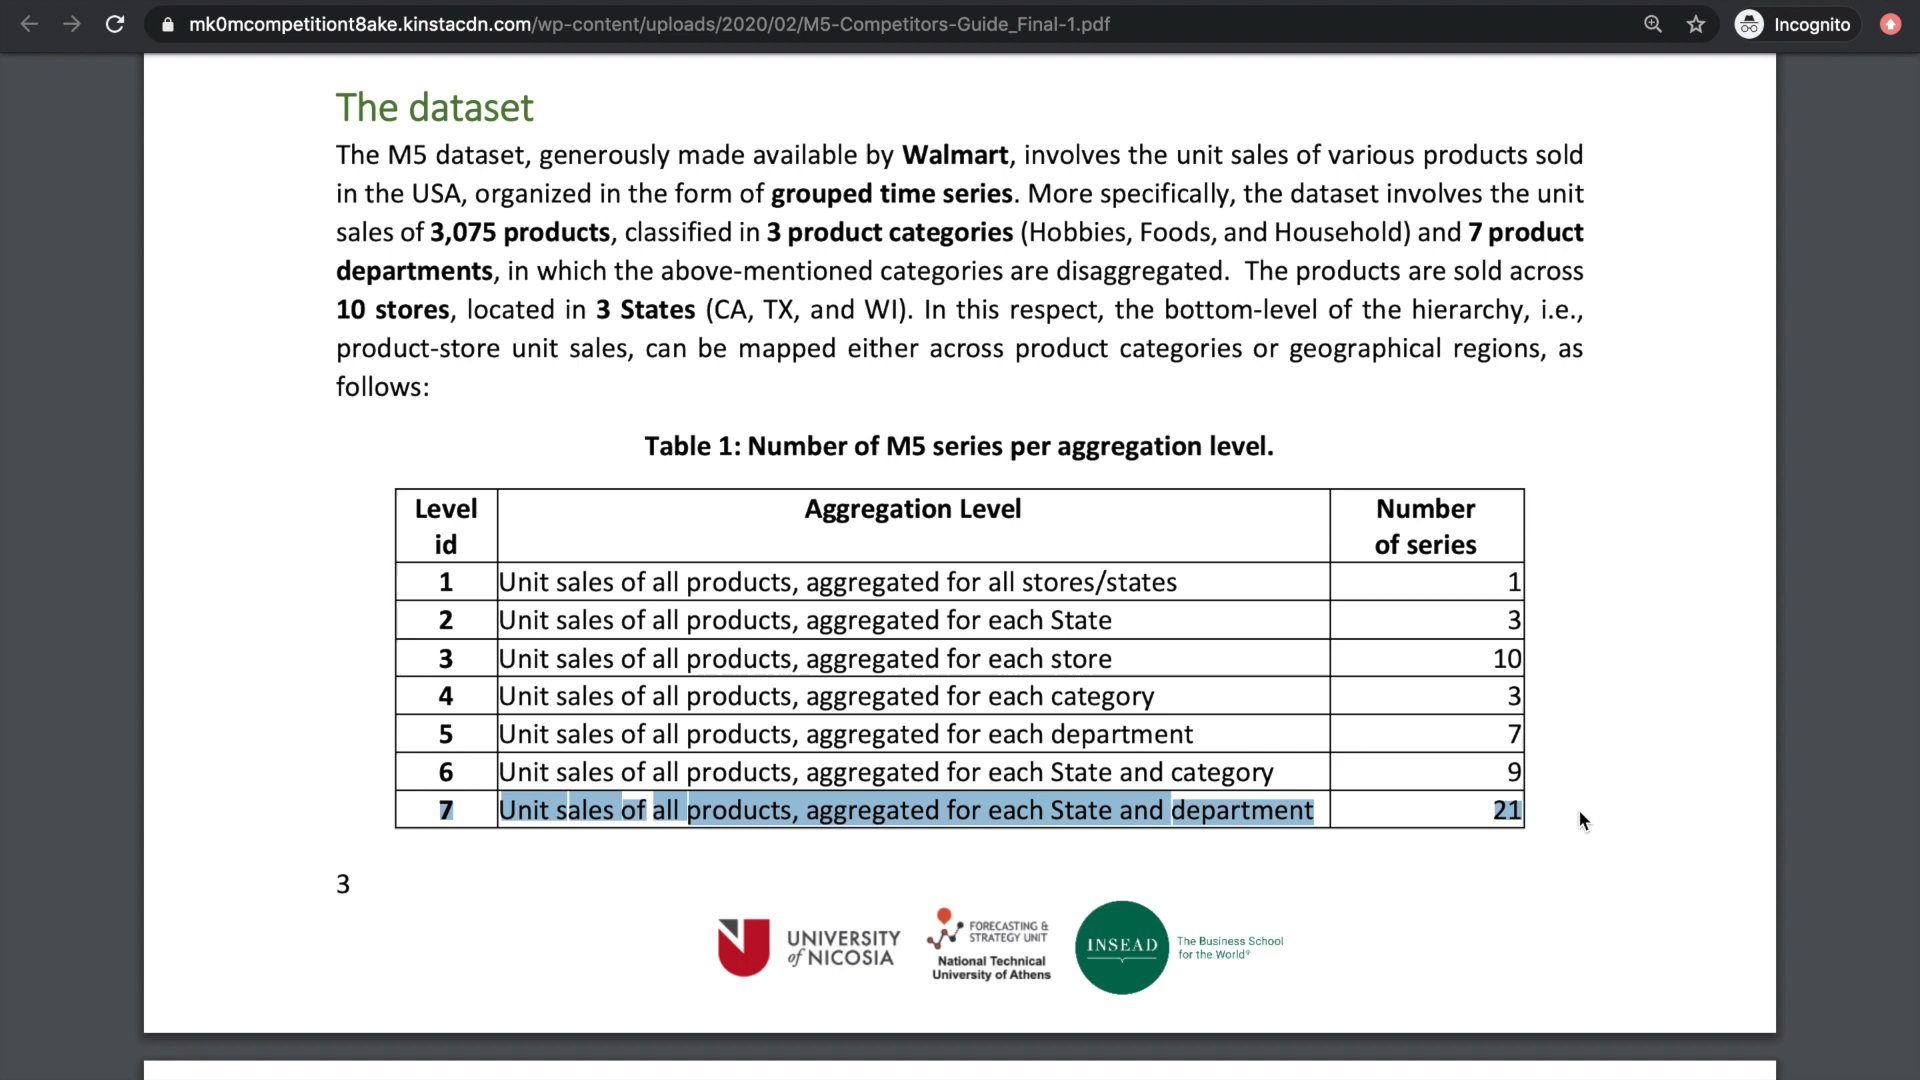 mk0mcompetitiont8ake.kinstacdn.com/wp-content/uploads/2020/02/M5-Competitors-Guide_Final-1.pdf
Incognito
The dataset
The M5 dataset, generously made available by Walmart, involves the unit sales of various products sold
in the USA, organized in the form of grouped time series. More specifically, the dataset involves the unit
sales of 3,075 products, classified in 3 product categories (Hobbies, Foods, and Household) and 7 product
departments, in which the above-mentioned categories are disaggregated. The products are sold across
10 stores, located in 3 States (CA, TX, and WI). In this respect, the bottom-level of the hierarchy, i.e.,
product-store unit sales, can be mapped either across product categories or geographical regions, as
follows:
Table 1: Number of M5 series per aggregation level.
Level id Aggregation Level Number of series
1 Unit sales of all products, aggregated for all stores/states 1
2 Unit sales of all products, aggregated for each State 3
3 Unit sales of all products, aggregated for each store 10
4 Unit sales of all products, aggregated for each category 3
5 Unit sales of all products, aggregated for each department 7
6 Unit sales of all products, aggregated for each State and category 9
7 Unit sales of all products, aggregated for each State and department 21
3
UNIVERSITY
of NICOSIA
FORECASTING &
STRATEGY UNIT
National Technical
University of Athens
INSEAD
The Business School
for the World®